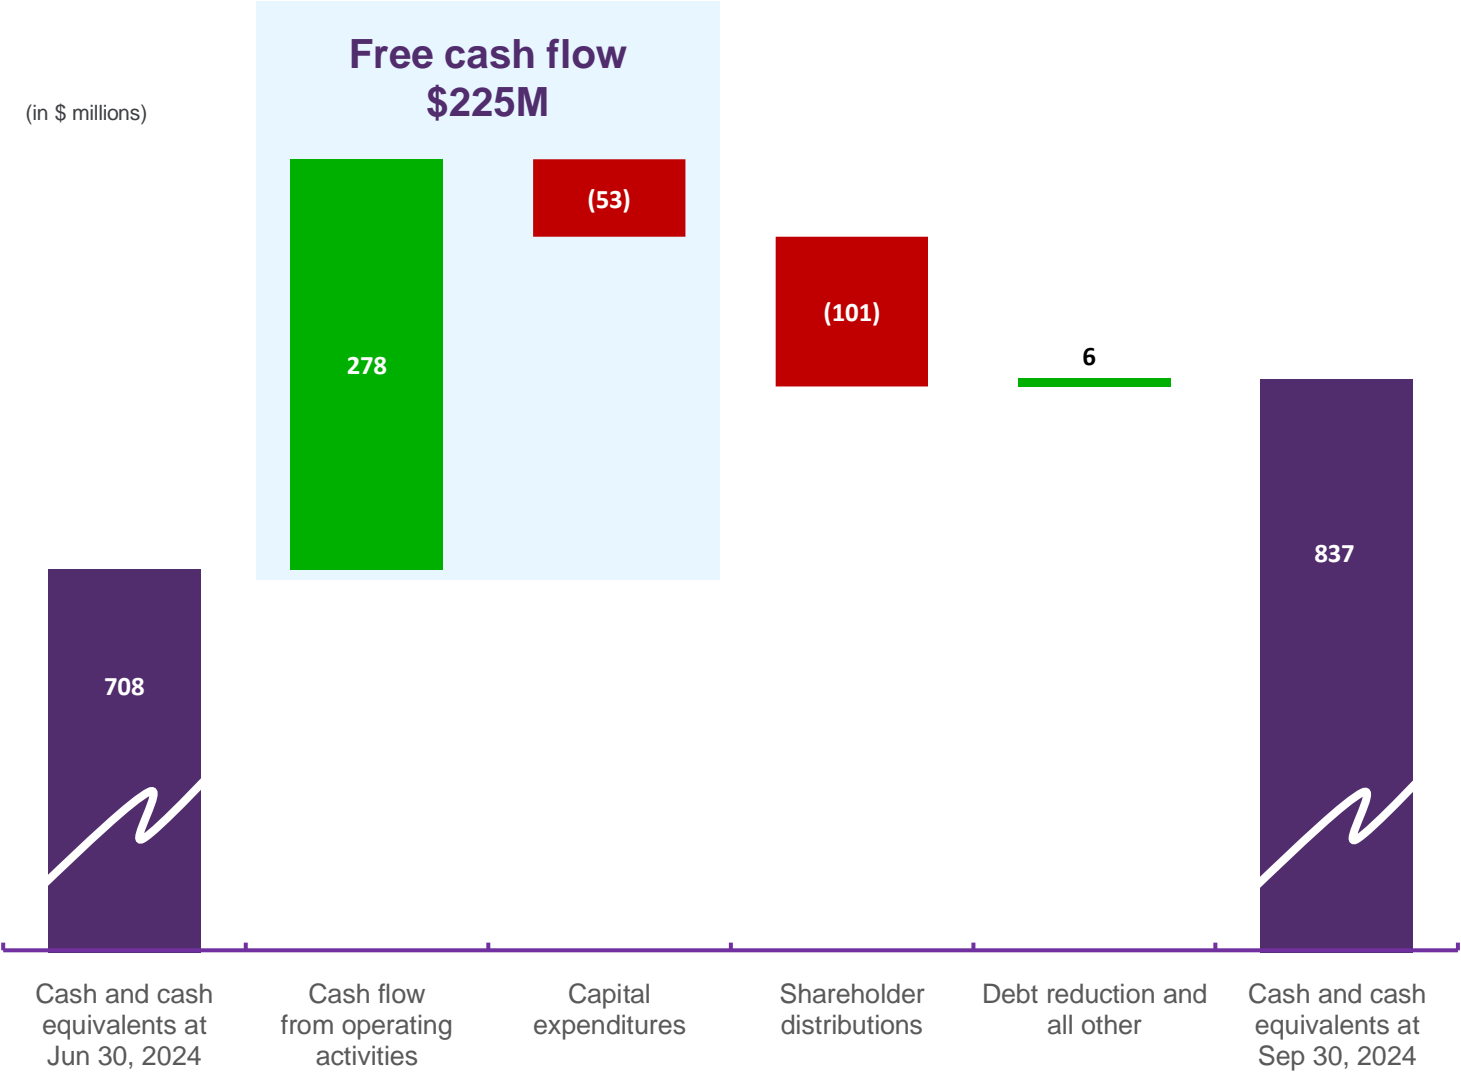 Free cash flow
$225M
(in $ millions)
(53)
(101)
278
6
837
708
Cash and cash
equivalents at
Jun 30, 2024
Cash flow
from operating
activities
Capital
expenditures
Shareholder
distributions
Debt reduction and
all other
Cash and cash
equivalents at
Sep 30, 2024